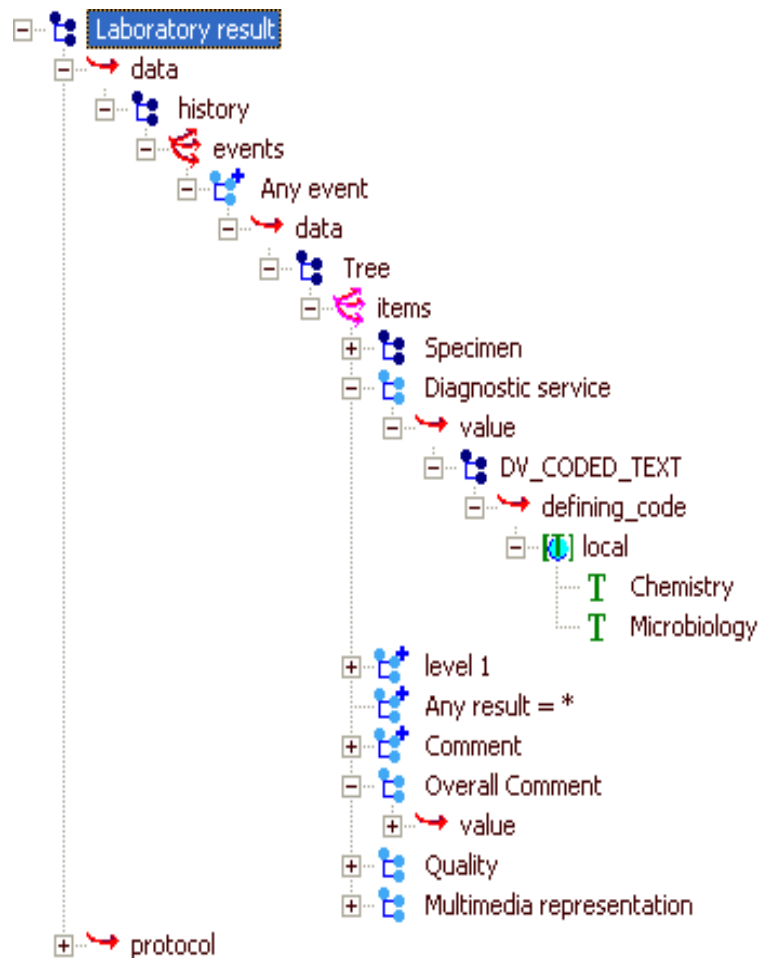 Laboratory result
data
history
events
Any event
data
Tree
items
Specimen
Diagnostic service
value
DV_CODED_TEXT
defining_code
[T] local
T Chemistry
T Microbiology
level 1
Any result = *
Comment
Overall Comment
value
Quality
Multimedia representation
protocol